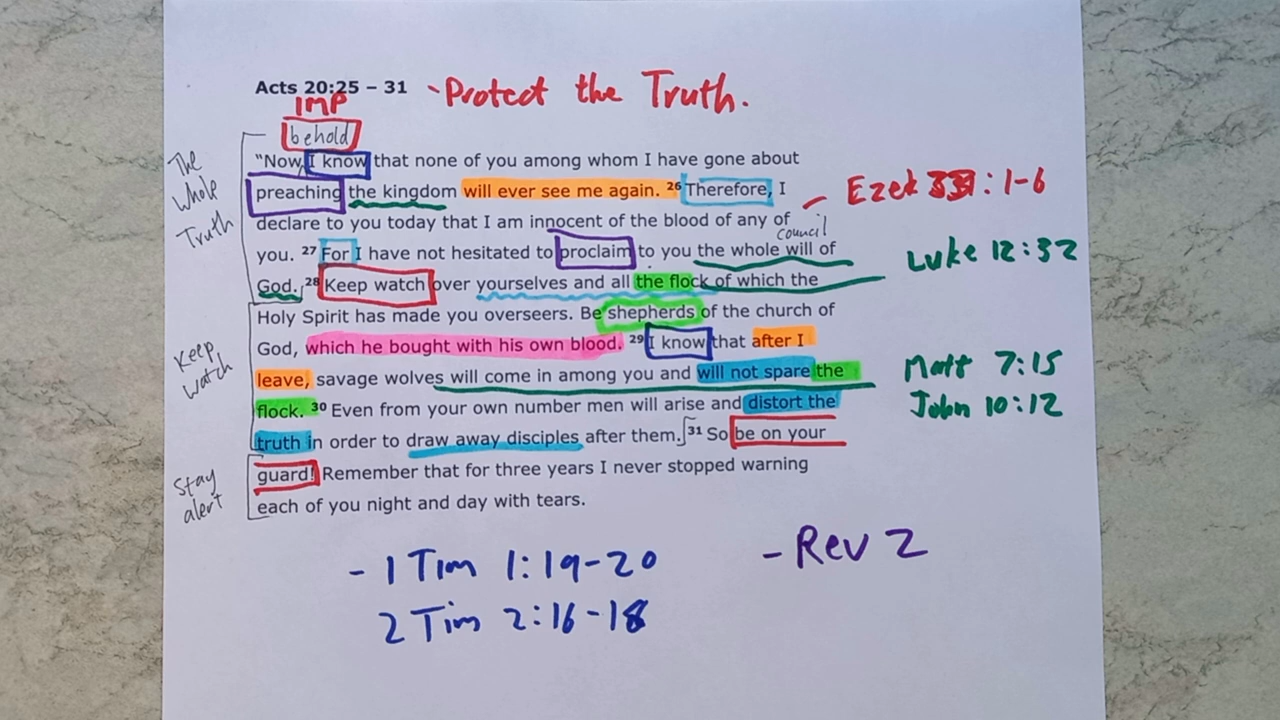 Acts 20:25 – 31 - Protect the Truth.
IMP
behold
The whole Truth
"Now, I know that none of you among whom I have gone about
preaching the kingdom will ever see me again. 26 Therefore, I
Ezek : 1-6
declare to you today that I am innocent of the blood of any of
council
you. 27 For I have not hesitated to proclaim to you the whole will of
Luke 12:32
God. 28 Keep watch over yourselves and all the flock of which the
Holy Spirit has made you overseers. Be shepherds of the church of
Keep watch
God, which he bought with his own blood. 29 I know that after I
leave, savage wolves will come in among you and will not spare the
Matt 7:15
flock. 30 Even from your own number men will arise and distort the
John 10:12
truth in order to draw away disciples after them. 31 So be on your
Stay alert
guard! Remember that for three years I never stopped warning
each of you night and day with tears.
- 1 Tim 1:19-20
- Rev 2
2 Tim 2:16-18